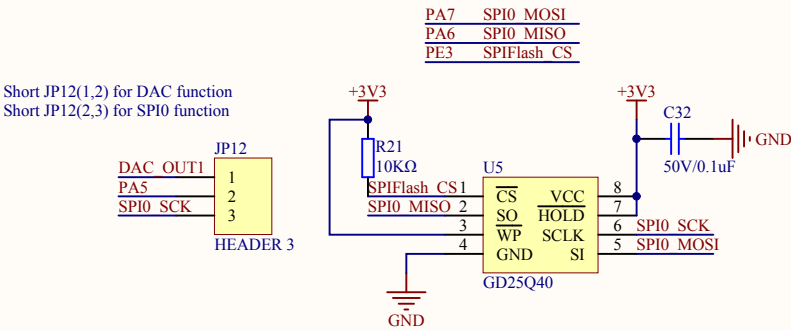 PA7 SPI0_MOSI
PA6 SPI0_MISO
PE3 SPIFlash_CS
Short JP12(1,2) for DAC function
Short JP12(2,3) for SPI0 function
+3V3
+3V3
C32
GND
50V/0.1uF
JP12
DAC_OUT1 1
PA5 2
SPI0_SCK 3
HEADER 3
R21
10KΩ
U5
SPIFlash_CS 1 CS VCC 8
SPI0_MISO 2 SO HOLD 7
3 WP SCLK 6 SPI0_SCK
4 GND SI 5 SPI0_MOSI
GD25Q40
GND